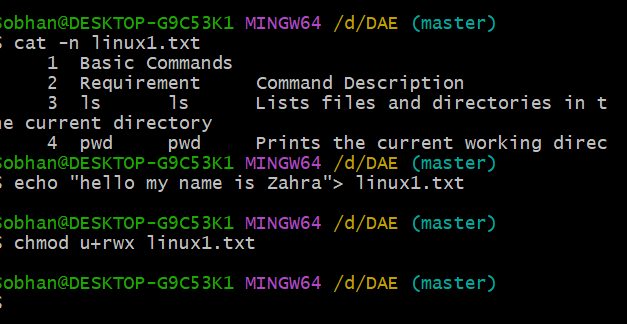 Sobhan@DESKTOP-G9C53K1 MINGW64 /d/DAE (master)
$ cat -n linux1.txt
1 Basic Commands
2 Requirement Command Description
3 ls ls Lists files and directories in t
he current directory
4 pwd pwd Prints the current working direc
Sobhan@DESKTOP-G9C53K1 MINGW64 /d/DAE (master)
$ echo "hello my name is Zahra"> linux1.txt
Sobhan@DESKTOP-G9C53K1 MINGW64 /d/DAE (master)
$ chmod u+rwx linux1.txt
Sobhan@DESKTOP-G9C53K1 MINGW64 /d/DAE (master)
$